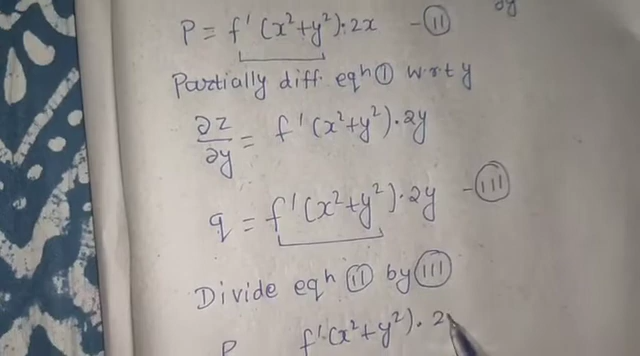 ∂y
P = f'(x²+y²)·2x - (II)
Partially diff. eqn (I) w.r.t y
∂z/∂y = f'(x²+y²)·2y
q = f'(x²+y²)·2y - (III)
Divide eqn (II) by (III)
P f'(x²+y²)·2